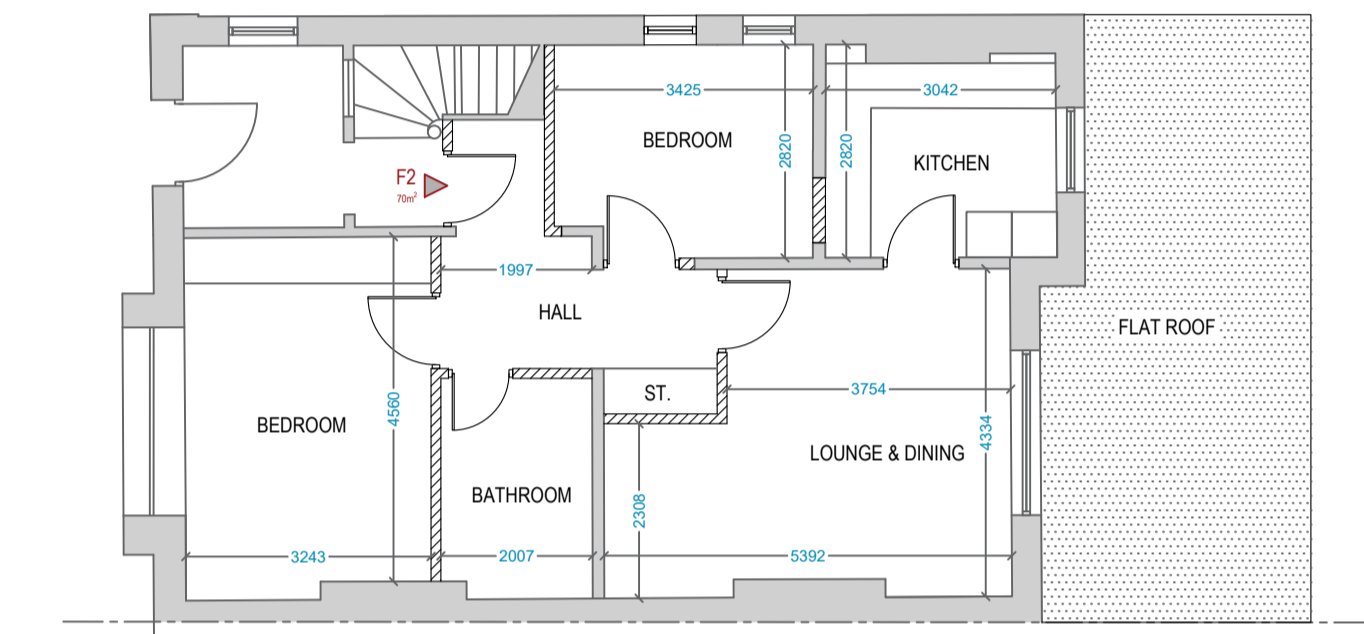 3425
3042
BEDROOM
2820
2820
KITCHEN
F2
70m²
1997
HALL
FLAT ROOF
ST.
3754
BEDROOM
4560
4334
LOUNGE & DINING
BATHROOM
2308
3243
2007
5392